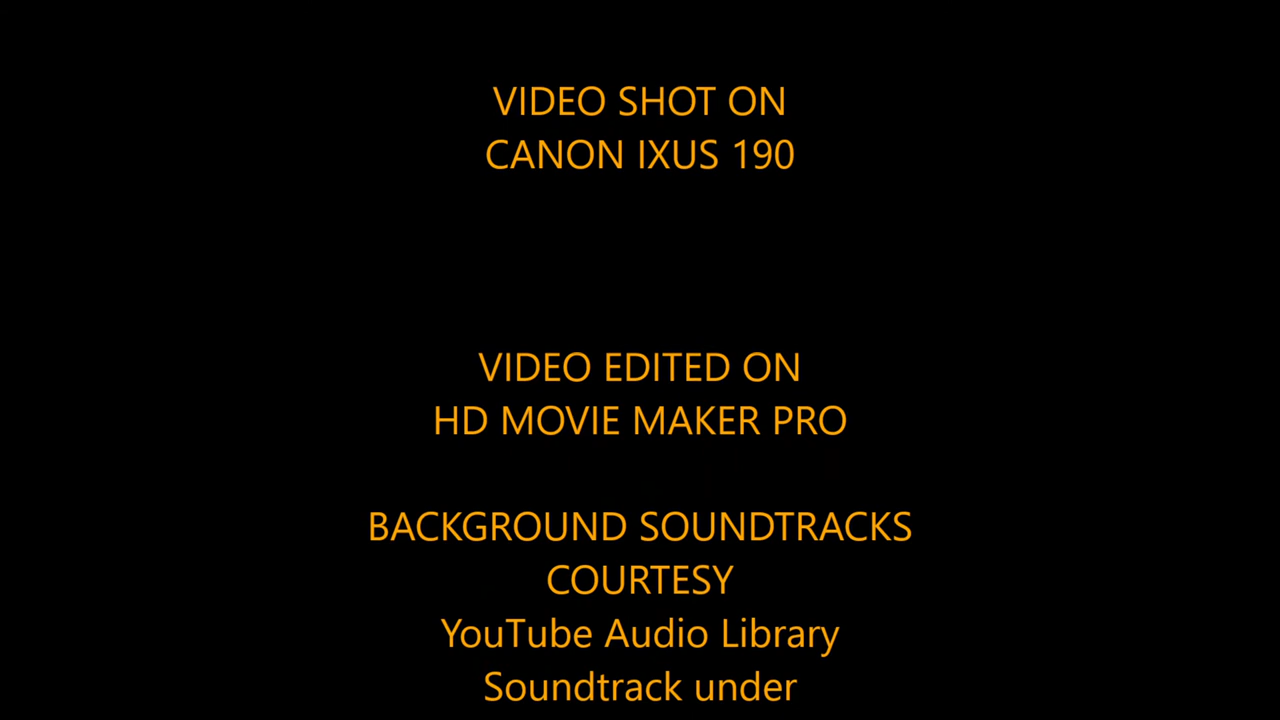 VIDEO SHOT ON
CANON IXUS 190
VIDEO EDITED ON
HD MOVIE MAKER PRO
BACKGROUND SOUNDTRACKS
COURTESY
YouTube Audio Library
Soundtrack under